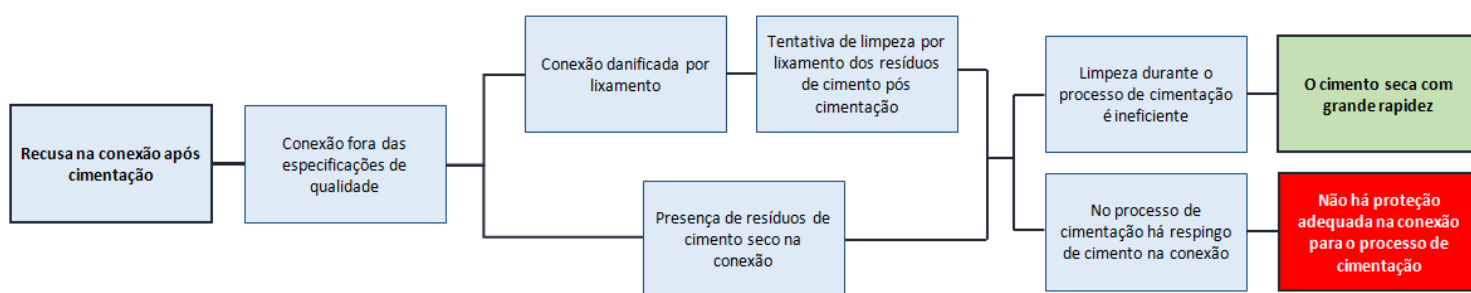 Recusa na conexão após
cimentação
Conexão fora das
especificações de
qualidade
Conexão danificada por
lixamento
Tentativa de limpeza por
lixamento dos resíduos
de cimento pós
cimentação
Presença de resíduos de
cimento seco na
conexão
Limpeza durante o
processo de cimentação
é ineficiente
O cimento seca com
grande rapidez
No processo de
cimentação há respingo
de cimento na conexão
Não há proteção
adequada na conexão
para o processo de
cimentação